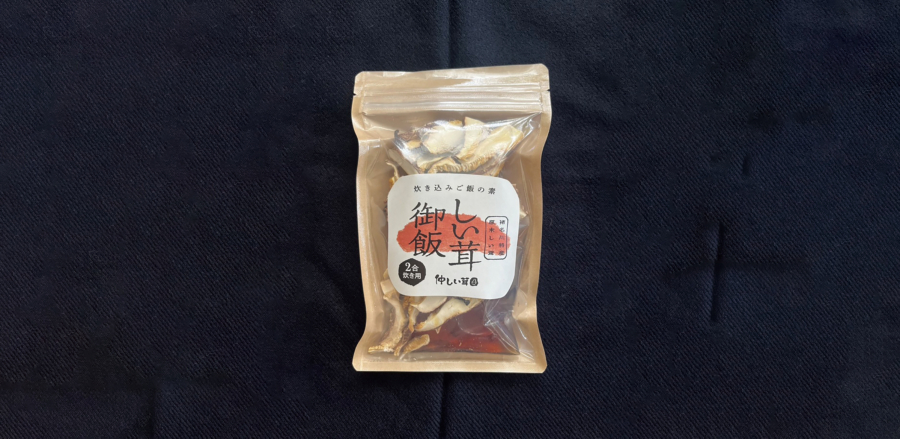 炊き込みご飯の素
しい茸
御飯
2合
炊き用
仲しい茸園